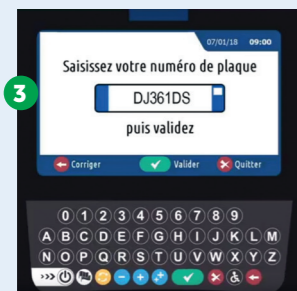 07/01/18 09:00
Saisissez votre numéro de plaque
3
DJ361DS
puis validez
Corriger Valider Quitter
0 1 2 3 4 5 6 7 8 9
A B C D E F G H I J K L M
N O P Q R S T U V W X Y Z
>>>